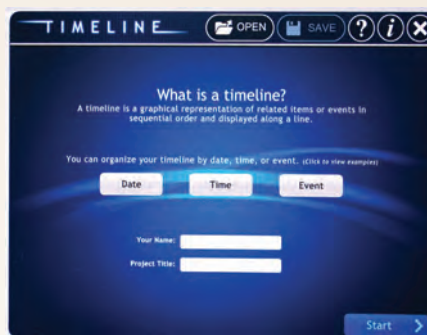 TIMELINE
OPEN
SAVE
?
i
X
What is a timeline?
A timeline is a graphical representation of related items or events in
sequential order and displayed along a line.
You can organize your timeline by date, time, or event. (Click to view examples)
Date
Time
Event
Your Name:
Project Title:
Start